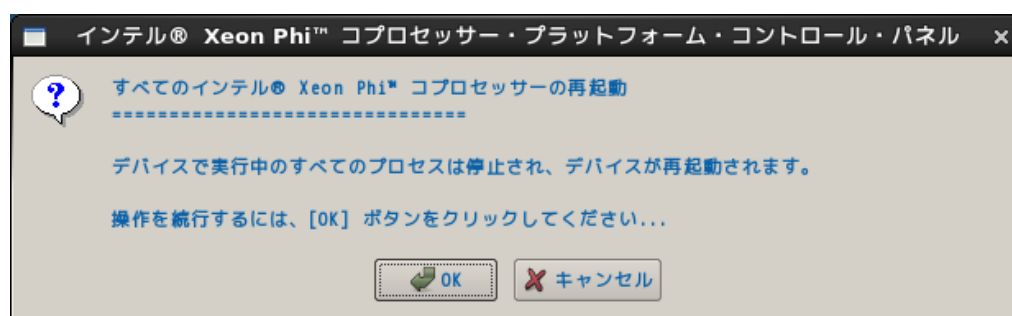 インテル® Xeon Phi™ コプロセッサー・プラットフォーム・コントロール・パネル
すべてのインテル® Xeon Phi™ コプロセッサーの再起動
================================
デバイスで実行中のすべてのプロセスは停止され、デバイスが再起動されます。
操作を続行するには、[OK] ボタンをクリックしてください...
OK
キャンセル